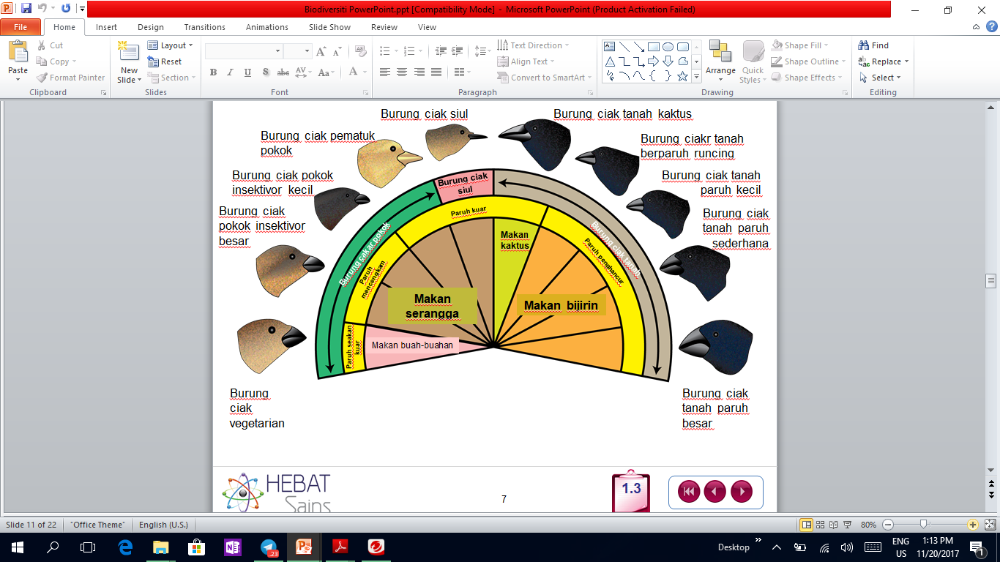 Biodiversiti PowerPoint.ppt [Compatibility Mode] - Microsoft PowerPoint (Product Activation Failed)
File Home Insert Design Transitions Animations Slide Show Review View
Paste
Cut
Copy
Format Painter
Clipboard
New
Slide
Layout
Reset
Section
Slides
B I U S abc AV Aa A
Font
Text Direction
Align Text
Convert to SmartArt
Paragraph
Arrange
Quick
Styles
Shape Fill
Shape Outline
Shape Effects
Drawing
Find
Replace
Select
Editing
Burung ciak siul
Burung ciak tanah kaktus
Burung ciak pematuk
pokok
Burung ciakr tanah
berparuh runcing
Burung ciak pokok
insektivor kecil
Burung ciak tanah
paruh kecil
Burung ciak
pokok insektivor
besar
Burung ciak
tanah paruh
sederhana
Burung ciak
siul
Burung cakar pokok
Burung ciak tanah
Paruh kuar
Paruh
mencengkan
Paruh penghancur
Paruh seakan
kuar
Makan
kaktus
Makan
serangga
Makan bijirin
Makan buah-buahan
Burung
ciak
vegetarian
Burung ciak
tanah paruh
besar
HEBAT
Sains
7
1.3
Slide 11 of 22 "Office Theme" English (U.S.)
80%
23
Desktop
ENG
US
1:13 PM
11/20/2017
1